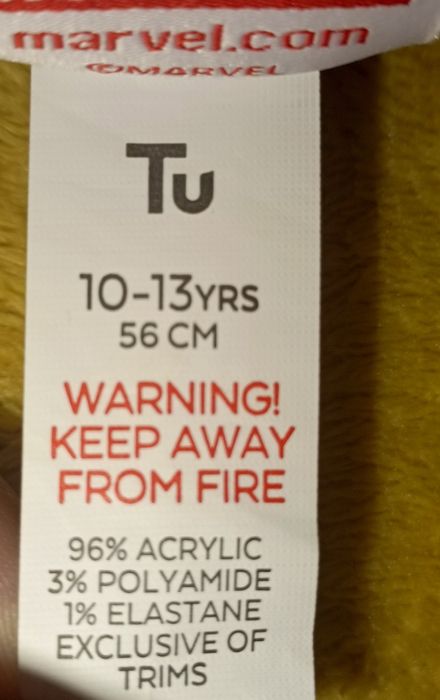 marvel.com
©MARVEL
Tu
10-13YRS
56 CM
WARNING!
KEEP AWAY
FROM FIRE
96% ACRYLIC
3% POLYAMIDE
1% ELASTANE
EXCLUSIVE OF
TRIMS